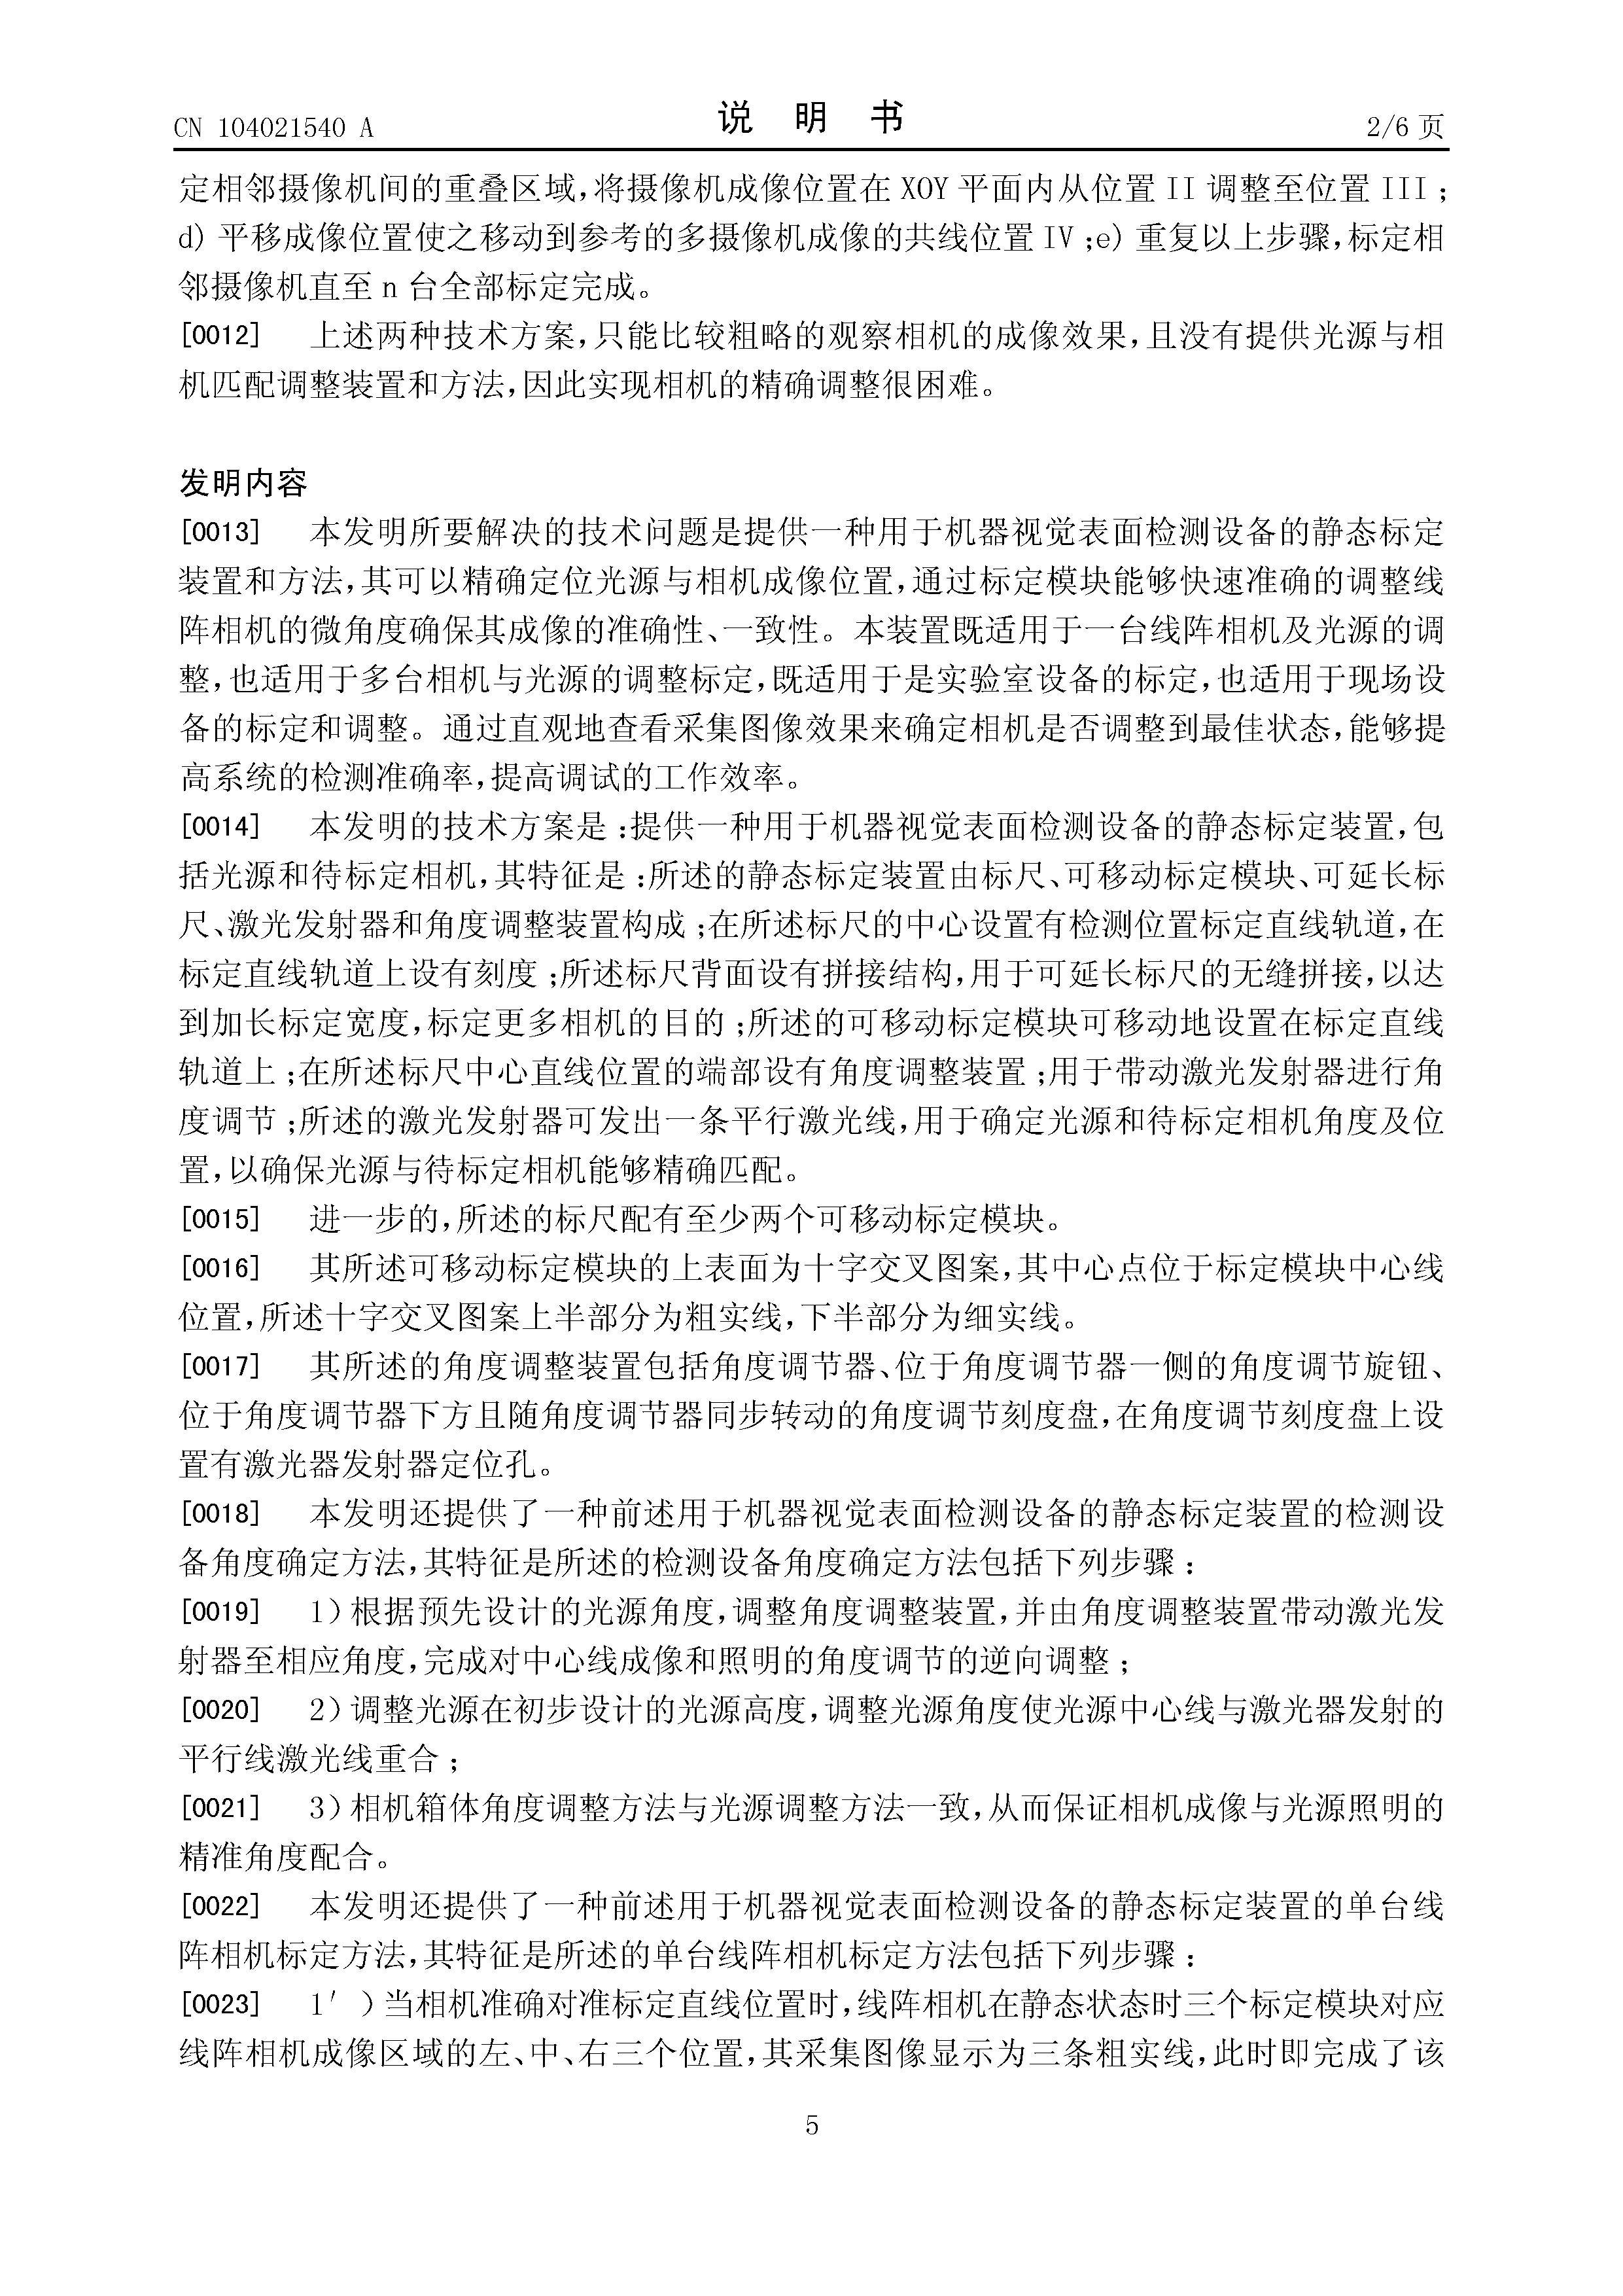 CN 104021540 A
说 明 书
2/6 页
定相邻摄像机间的重叠区域,将摄像机成像位置在 XOY 平面内从位置 II 调整至位置 III ;
d) 平移成像位置使之移动到参考的多摄像机成像的共线位置 IV ;e) 重复以上步骤,标定相
邻摄像机直至 n 台全部标定完成。
[0012] 上述两种技术方案,只能比较粗略的观察相机的成像效果,且没有提供光源与相
机匹配调整装置和方法,因此实现相机的精确调整很困难。
发明内容
[0013] 本发明所要解决的技术问题是提供一种用于机器视觉表面检测设备的静态标定
装置和方法,其可以精确定位光源与相机成像位置,通过标定模块能够快速准确的调整线
阵相机的微角度确保其成像的准确性、一致性。本装置既适用于一台线阵相机及光源的调
整,也适用于多台相机与光源的调整标定,既适用于是实验室设备的标定,也适用于现场设
备的标定和调整。通过直观地查看采集图像效果来确定相机是否调整到最佳状态,能够提
高系统的检测准确率,提高调试的工作效率。
[0014] 本发明的技术方案是 :提供一种用于机器视觉表面检测设备的静态标定装置,包
括光源和待标定相机,其特征是 :所述的静态标定装置由标尺、可移动标定模块、可延长标
尺、激光发射器和角度调整装置构成 ;在所述标尺的中心设置有检测位置标定直线轨道,在
标定直线轨道上设有刻度 ;所述标尺背面设有拼接结构,用于可延长标尺的无缝拼接,以达
到加长标定宽度,标定更多相机的目的 ;所述的可移动标定模块可移动地设置在标定直线
轨道上 ;在所述标尺中心直线位置的端部设有角度调整装置 ;用于带动激光发射器进行角
度调节 ;所述的激光发射器可发出一条平行激光线,用于确定光源和待标定相机角度及位
置,以确保光源与待标定相机能够精确匹配。
[0015] 进一步的,所述的标尺配有至少两个可移动标定模块。
[0016] 其所述可移动标定模块的上表面为十字交叉图案,其中心点位于标定模块中心线
位置,所述十字交叉图案上半部分为粗实线,下半部分为细实线。
[0017] 其所述的角度调整装置包括角度调节器、位于角度调节器一侧的角度调节旋钮、
位于角度调节器下方且随角度调节器同步转动的角度调节刻度盘,在角度调节刻度盘上设
置有激光器发射器定位孔。
[0018] 本发明还提供了一种前述用于机器视觉表面检测设备的静态标定装置的检测设
备角度确定方法,其特征是所述的检测设备角度确定方法包括下列步骤 :
[0019] 1) 根据预先设计的光源角度,调整角度调整装置,并由角度调整装置带动激光发
射器至相应角度,完成对中心线成像和照明的角度调节的逆向调整 ;
[0020] 2) 调整光源在初步设计的光源高度,调整光源角度使光源中心线与激光器发射的
平行线激光线重合 ;
[0021] 3) 相机箱体角度调整方法与光源调整方法一致,从而保证相机成像与光源照明的
精准角度配合。
[0022] 本发明还提供了一种前述用于机器视觉表面检测设备的静态标定装置的单台线
阵相机标定方法,其特征是所述的单台线阵相机标定方法包括下列步骤 :
[0023] 1′ ) 当相机准确对准标定直线位置时,线阵相机在静态状态时三个标定模块对应
线阵相机成像区域的左、中、右三个位置,其采集图像显示为三条粗实线,此时即完成了该
5